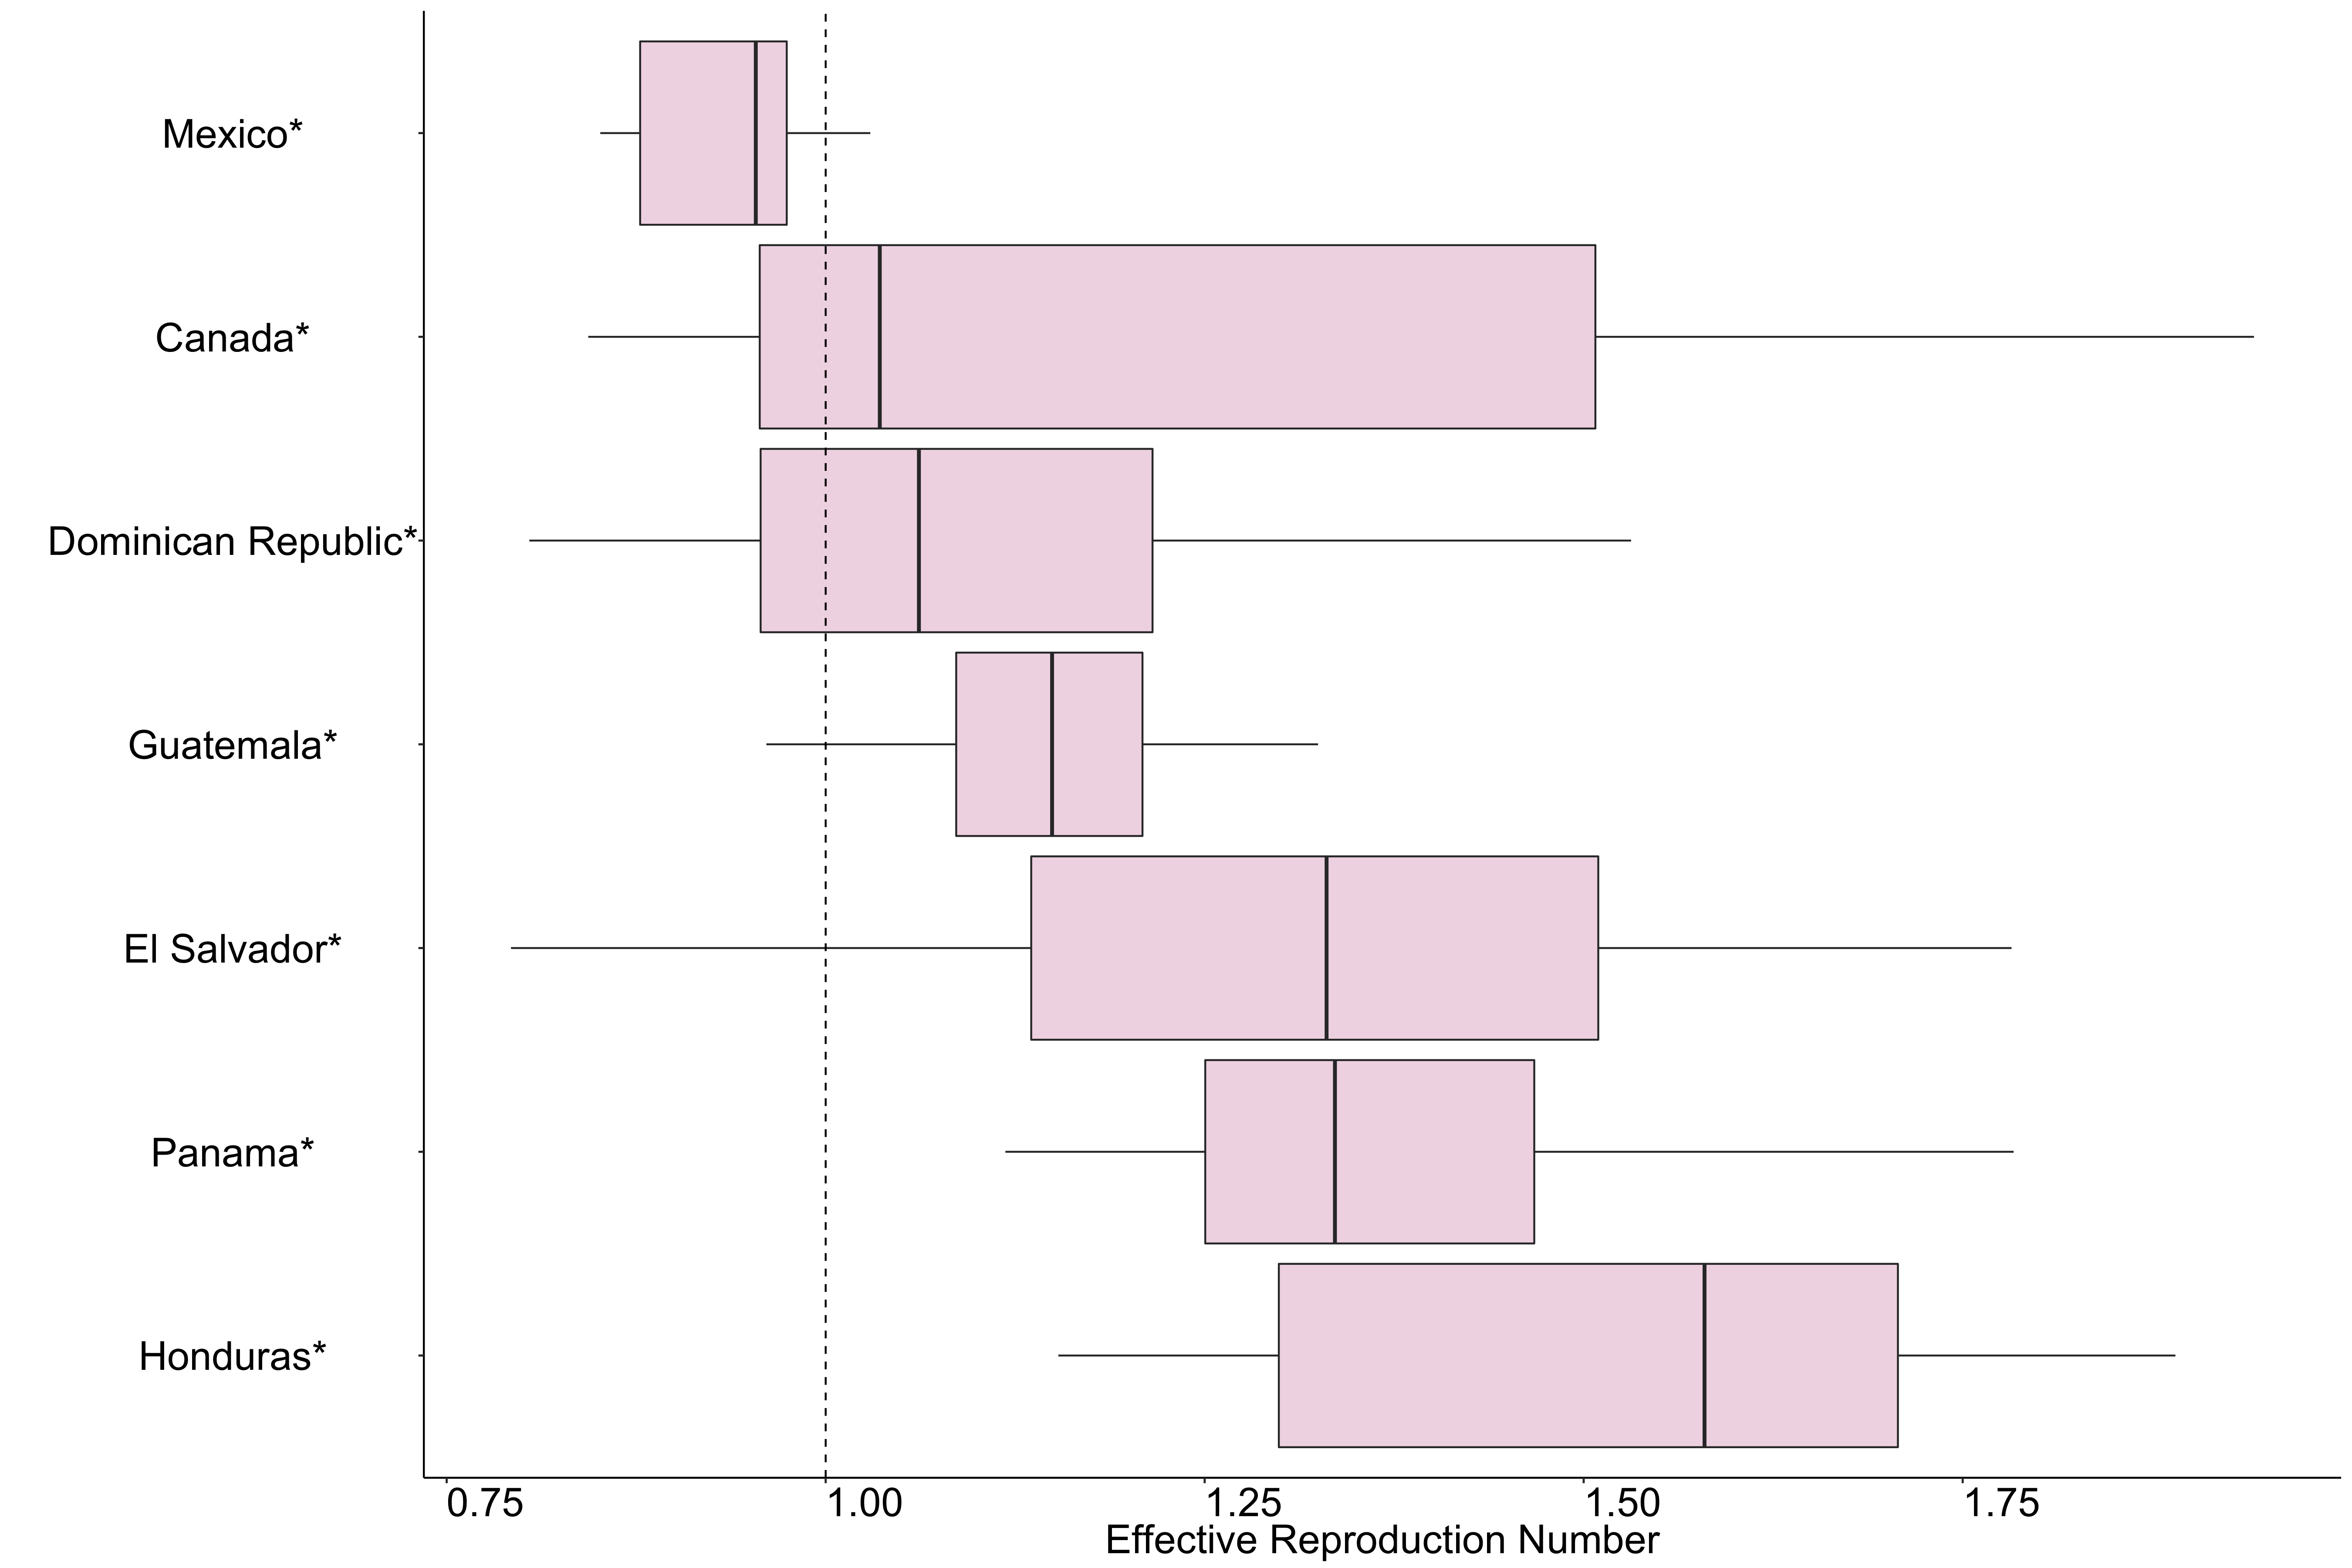 Mexico*
Canada*
Dominican Republic*
Guatemala*
El Salvador*
Panama*
Honduras*
0.75 1.00 1.25 1.50 1.75
Effective Reproduction Number